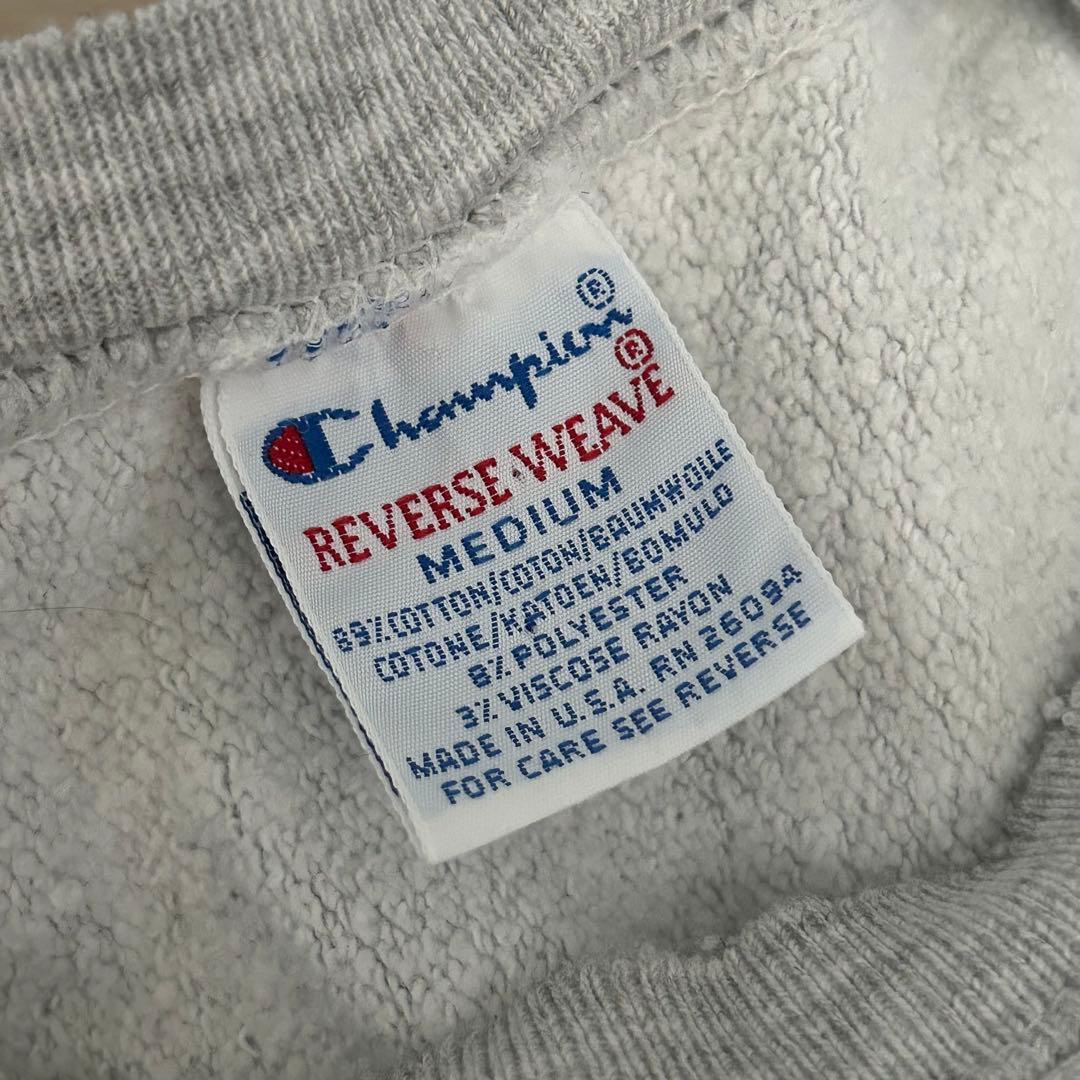 Champion®
REVERSE·WEAVE®
MEDIUM
89%COTTON/COTON/BAUMWOLLE
COTONE/KATOEN/BOMULD
8% POLYESTER
3% VISCOSE RAYON
MADE IN U.S.A. RN 26094
FOR CARE SEE REVERSE